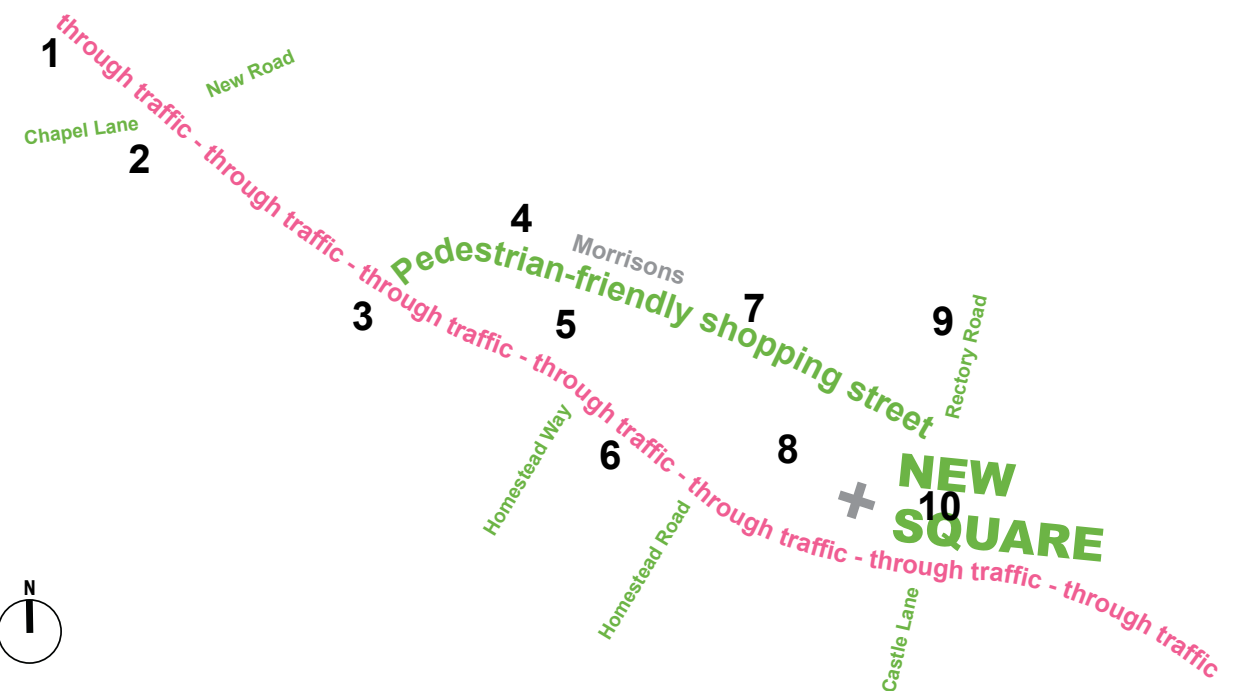 through traffic - through traffic - through traffic - through traffic - through traffic - through traffic - through traffic - through traffic
1
New Road
Chapel Lane
2
4
Morrisons
Pedestrian-friendly shopping street
3
5
7
9
Rectory Road
Homestead Way
6
8
NEW
10
SQUARE
Homestead Road
Castle Lane
N